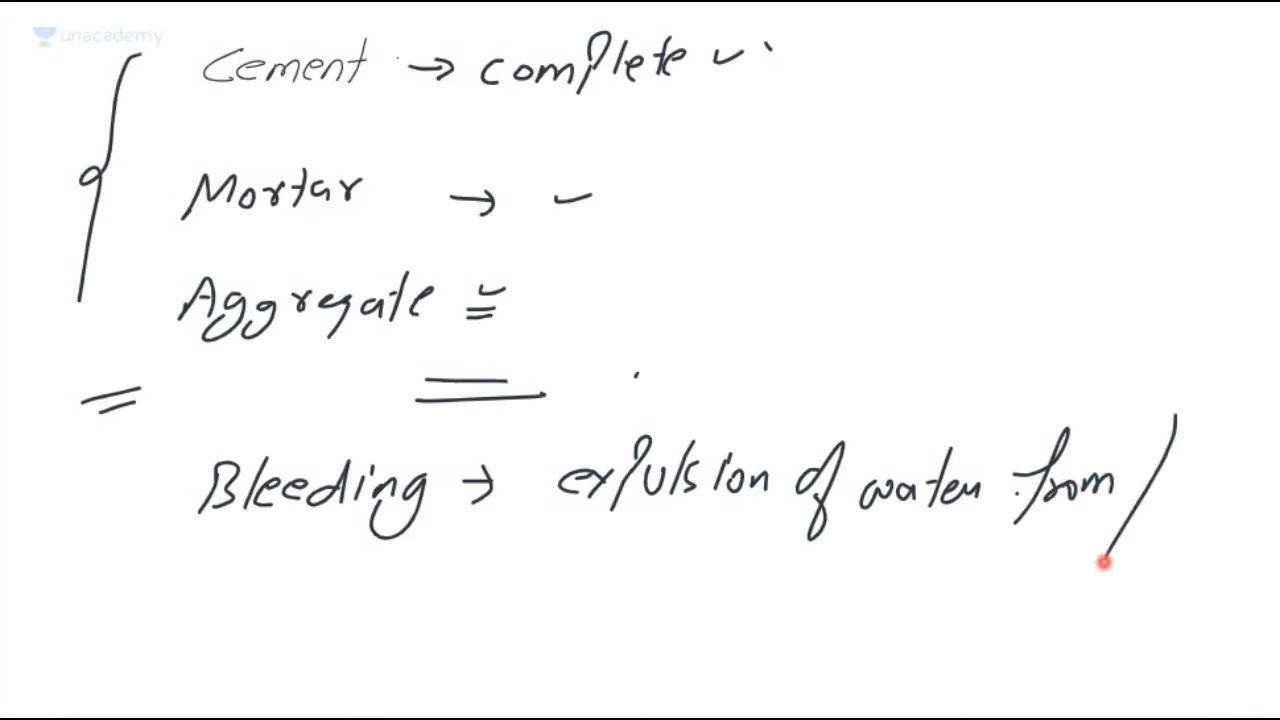 unacademy
Cement → complete ✓
Mortar → ✓
Aggregate ✓
Bleeding → expulsion of water from